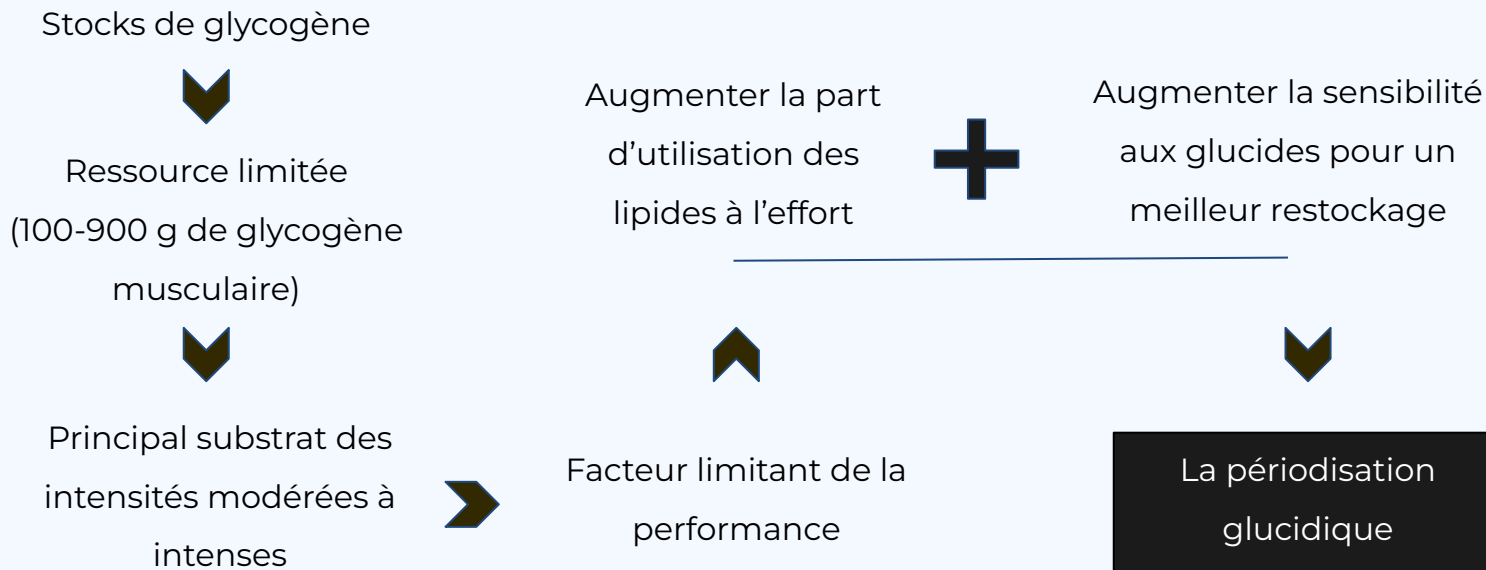 Stocks de glycogène
Ressource limitée
(100-900 g de glycogène
musculaire)
Principal substrat des
intensités modérées à
intenses
Facteur limitant de la
performance
Augmenter la part
d’utilisation des
lipides à l’effort
Augmenter la sensibilité
aux glucides pour un
meilleur restockage
La périodisation
glucidique